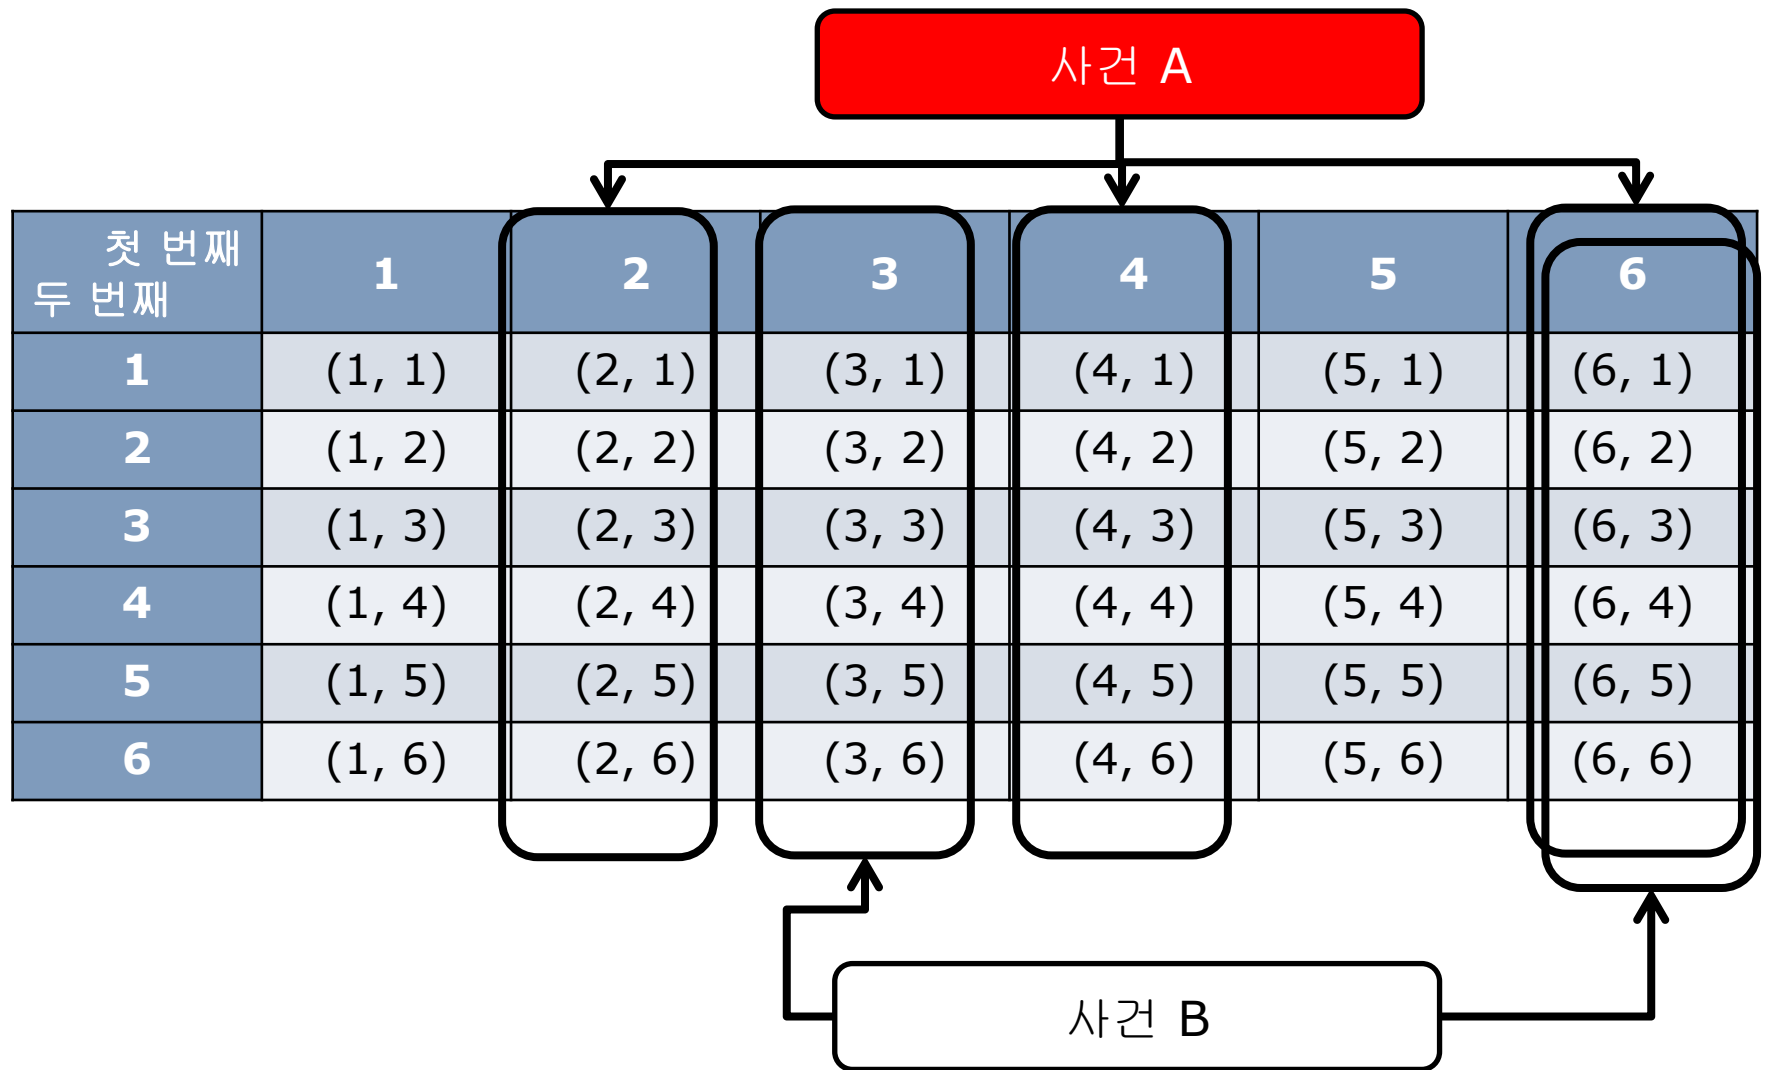 사건 A
첫 번째
두 번째
1 2 3 4 5 6
1 (1, 1) (2, 1) (3, 1) (4, 1) (5, 1) (6, 1)
2 (1, 2) (2, 2) (3, 2) (4, 2) (5, 2) (6, 2)
3 (1, 3) (2, 3) (3, 3) (4, 3) (5, 3) (6, 3)
4 (1, 4) (2, 4) (3, 4) (4, 4) (5, 4) (6, 4)
5 (1, 5) (2, 5) (3, 5) (4, 5) (5, 5) (6, 5)
6 (1, 6) (2, 6) (3, 6) (4, 6) (5, 6) (6, 6)
사건 B